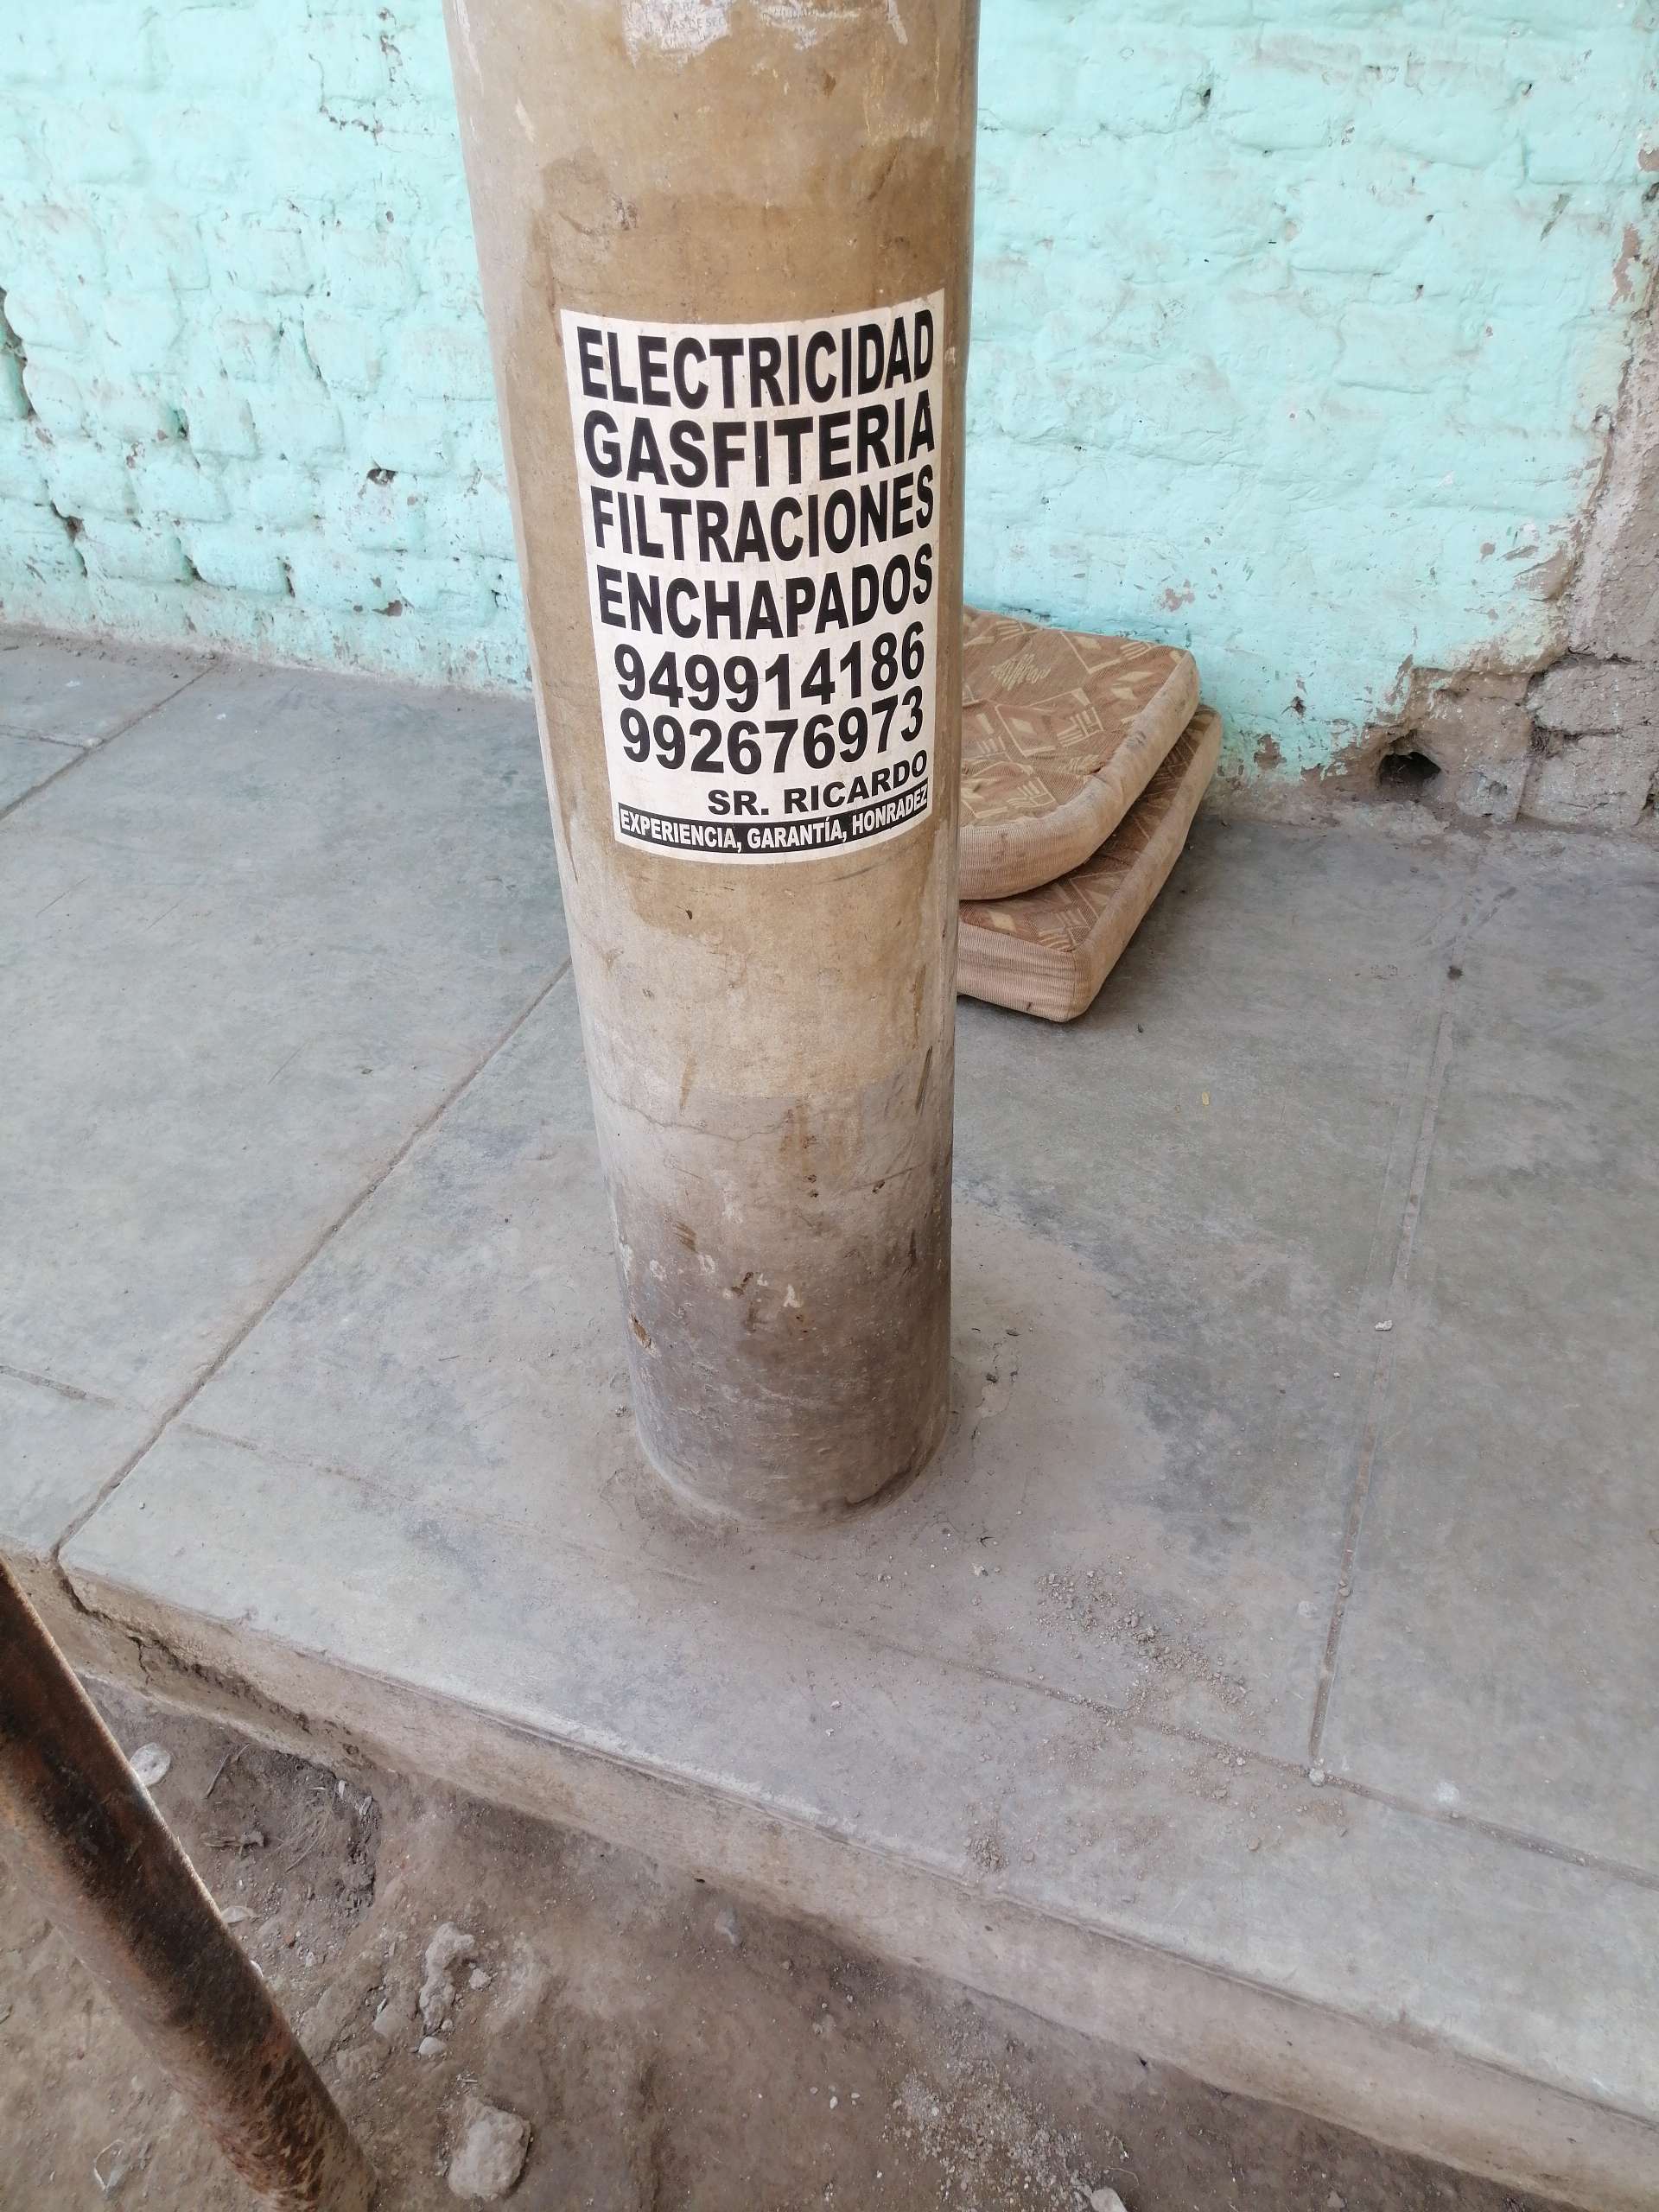 ELECTRICIDAD
GASFITERIA
FILTRACIONES
ENCHAPADOS
949914186
992676973
SR. RICARDO
EXPERIENCIA, GARANTÍA, HONRADEZ